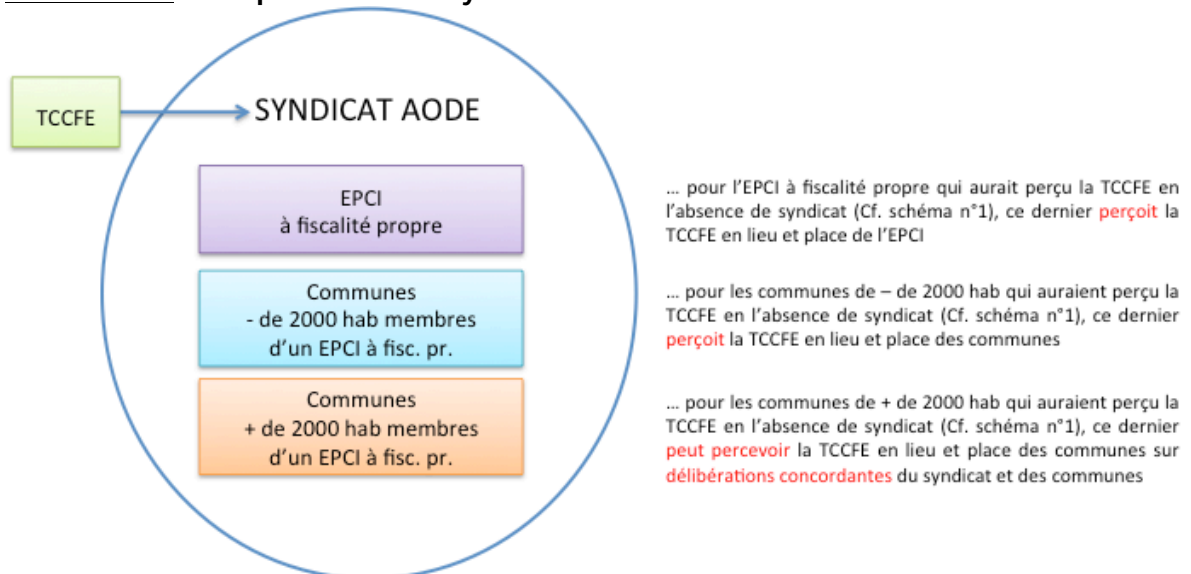 TCCFE
SYNDICAT AODE
EPCI
à fiscalité propre
... pour l’EPCI à fiscalité propre qui aurait perçu la TCCFE en
l’absence de syndicat (Cf. schéma n°1), ce dernier perçoit la
TCCFE en lieu et place de l’EPCI
Communes
- de 2000 hab membres
d’un EPCI à fisc. pr.
... pour les communes de – de 2000 hab qui auraient perçu la
TCCFE en l’absence de syndicat (Cf. schéma n°1), ce dernier
perçoit la TCCFE en lieu et place des communes
Communes
+ de 2000 hab membres
d’un EPCI à fisc. pr.
... pour les communes de + de 2000 hab qui auraient perçu la
TCCFE en l’absence de syndicat (Cf. schéma n°1), ce dernier
peut percevoir la TCCFE en lieu et place des communes sur
délibérations concordantes du syndicat et des communes